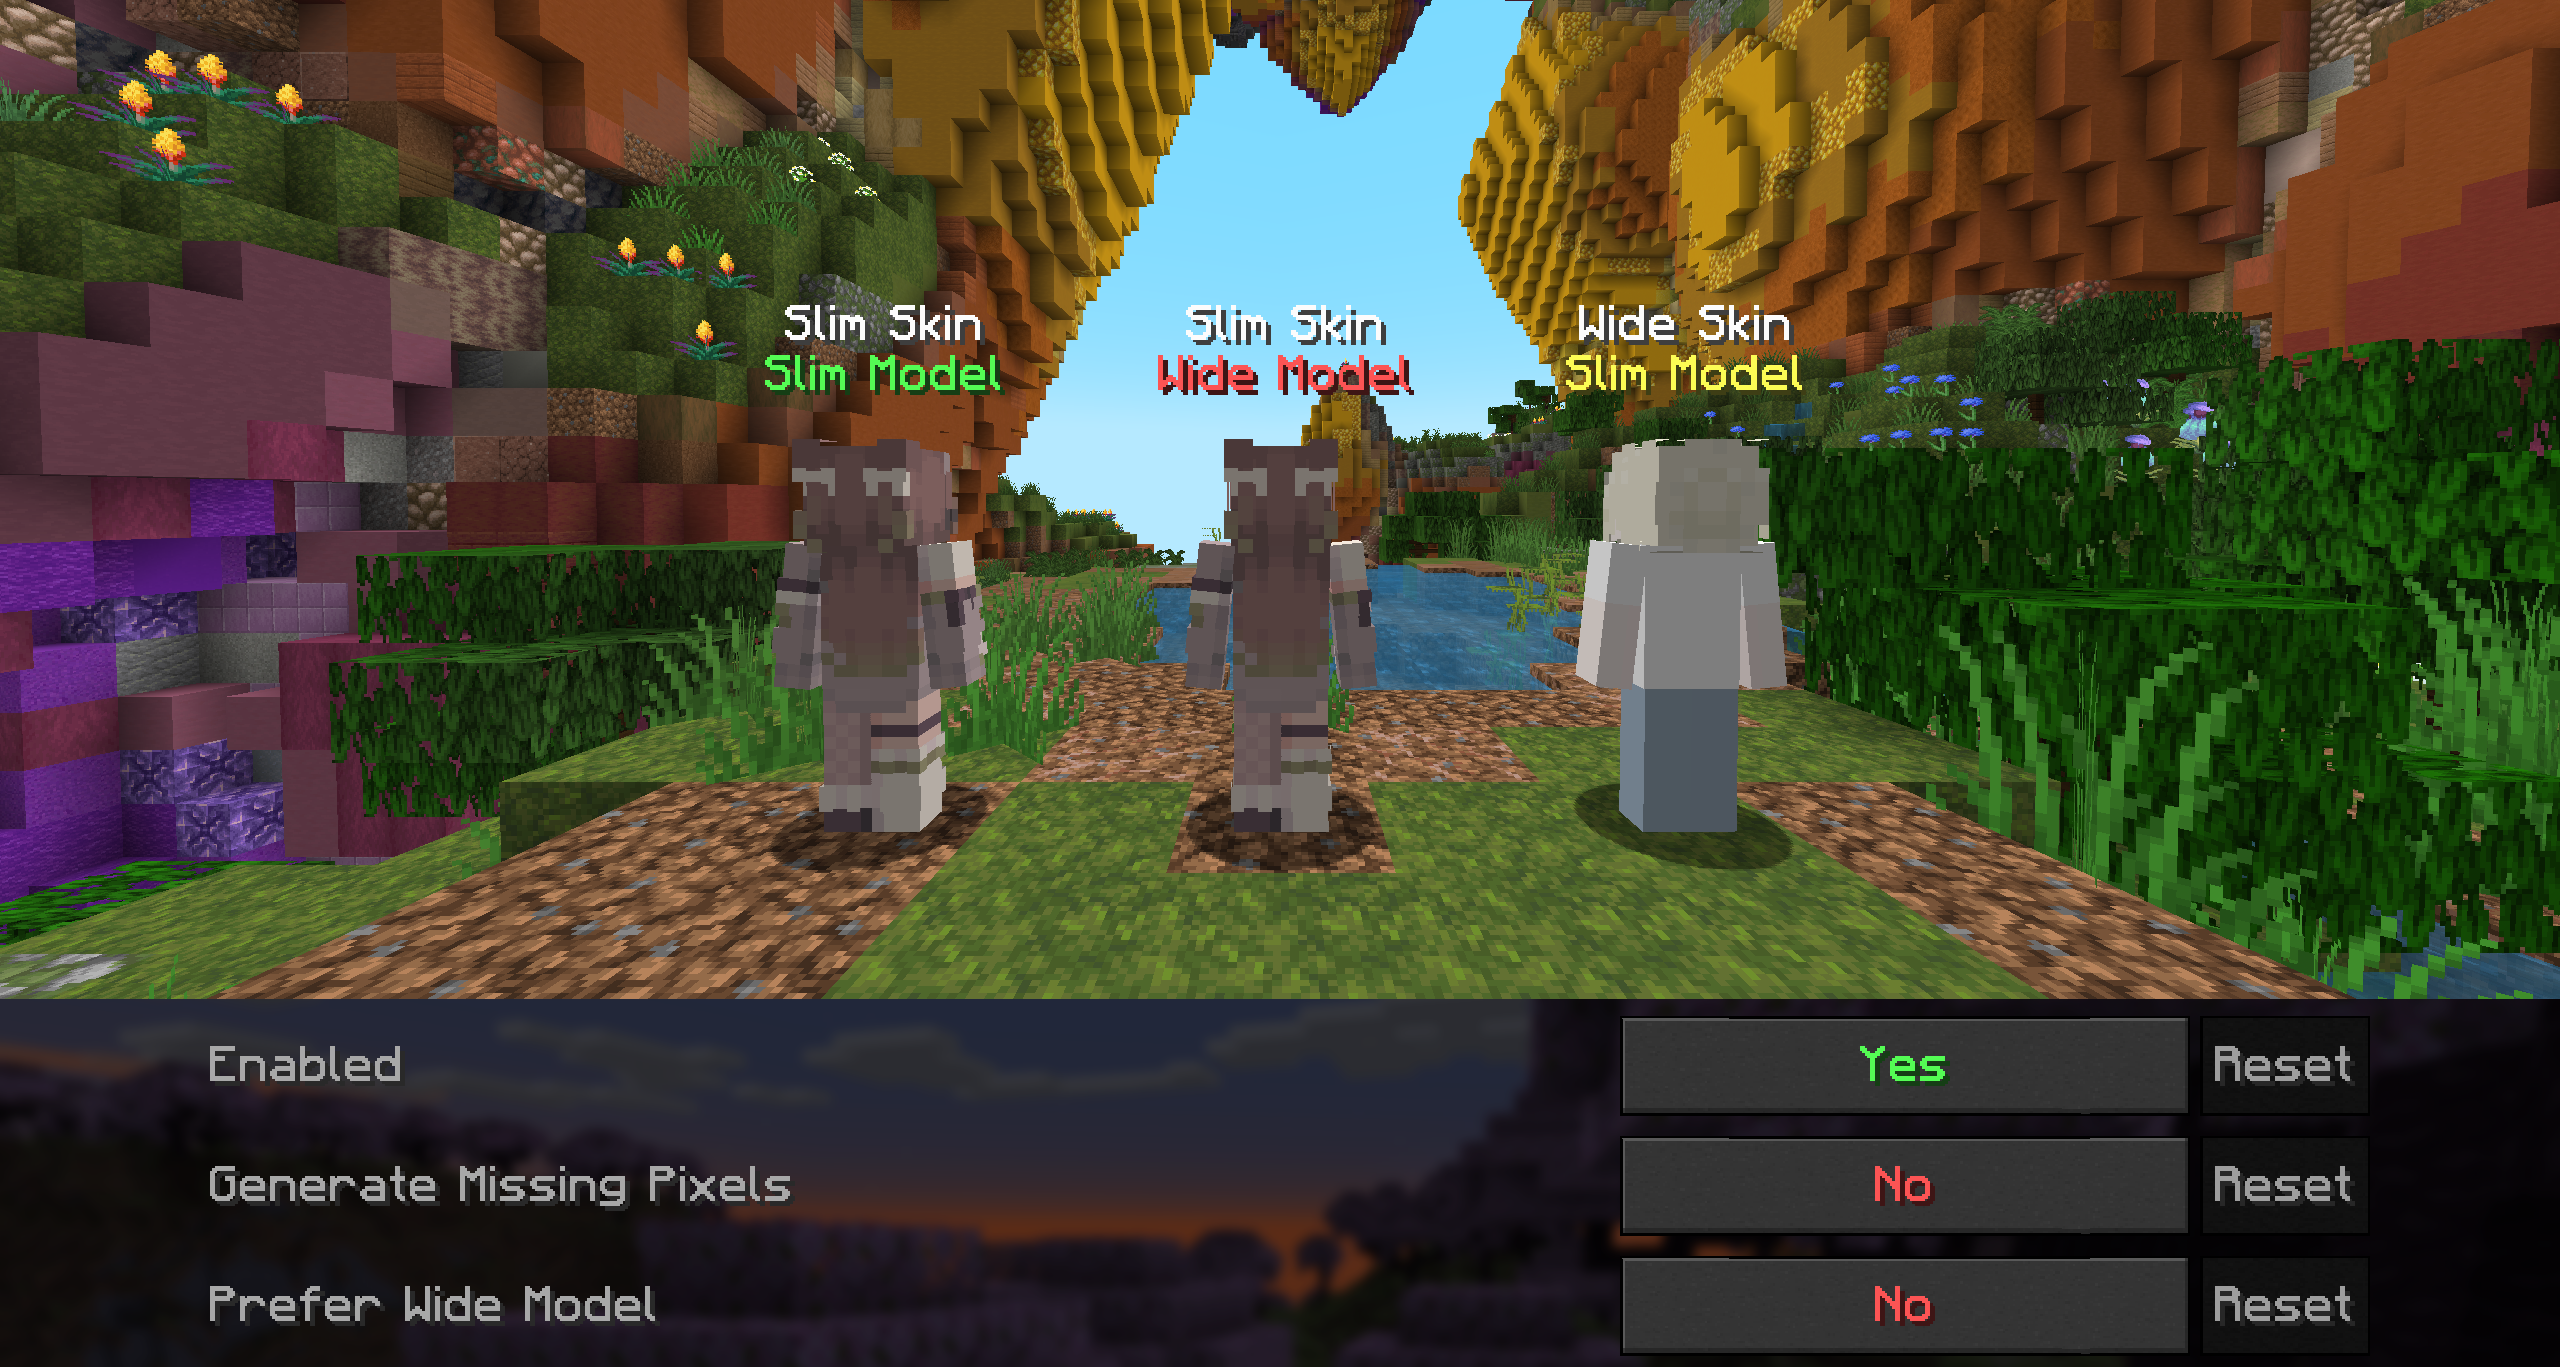 Slim Skin
Slim Model
Slim Skin
Wide Model
Wide Skin
Slim Model
Enabled
Yes
Reset
Generate Missing Pixels
No
Reset
Prefer Wide Model
No
Reset